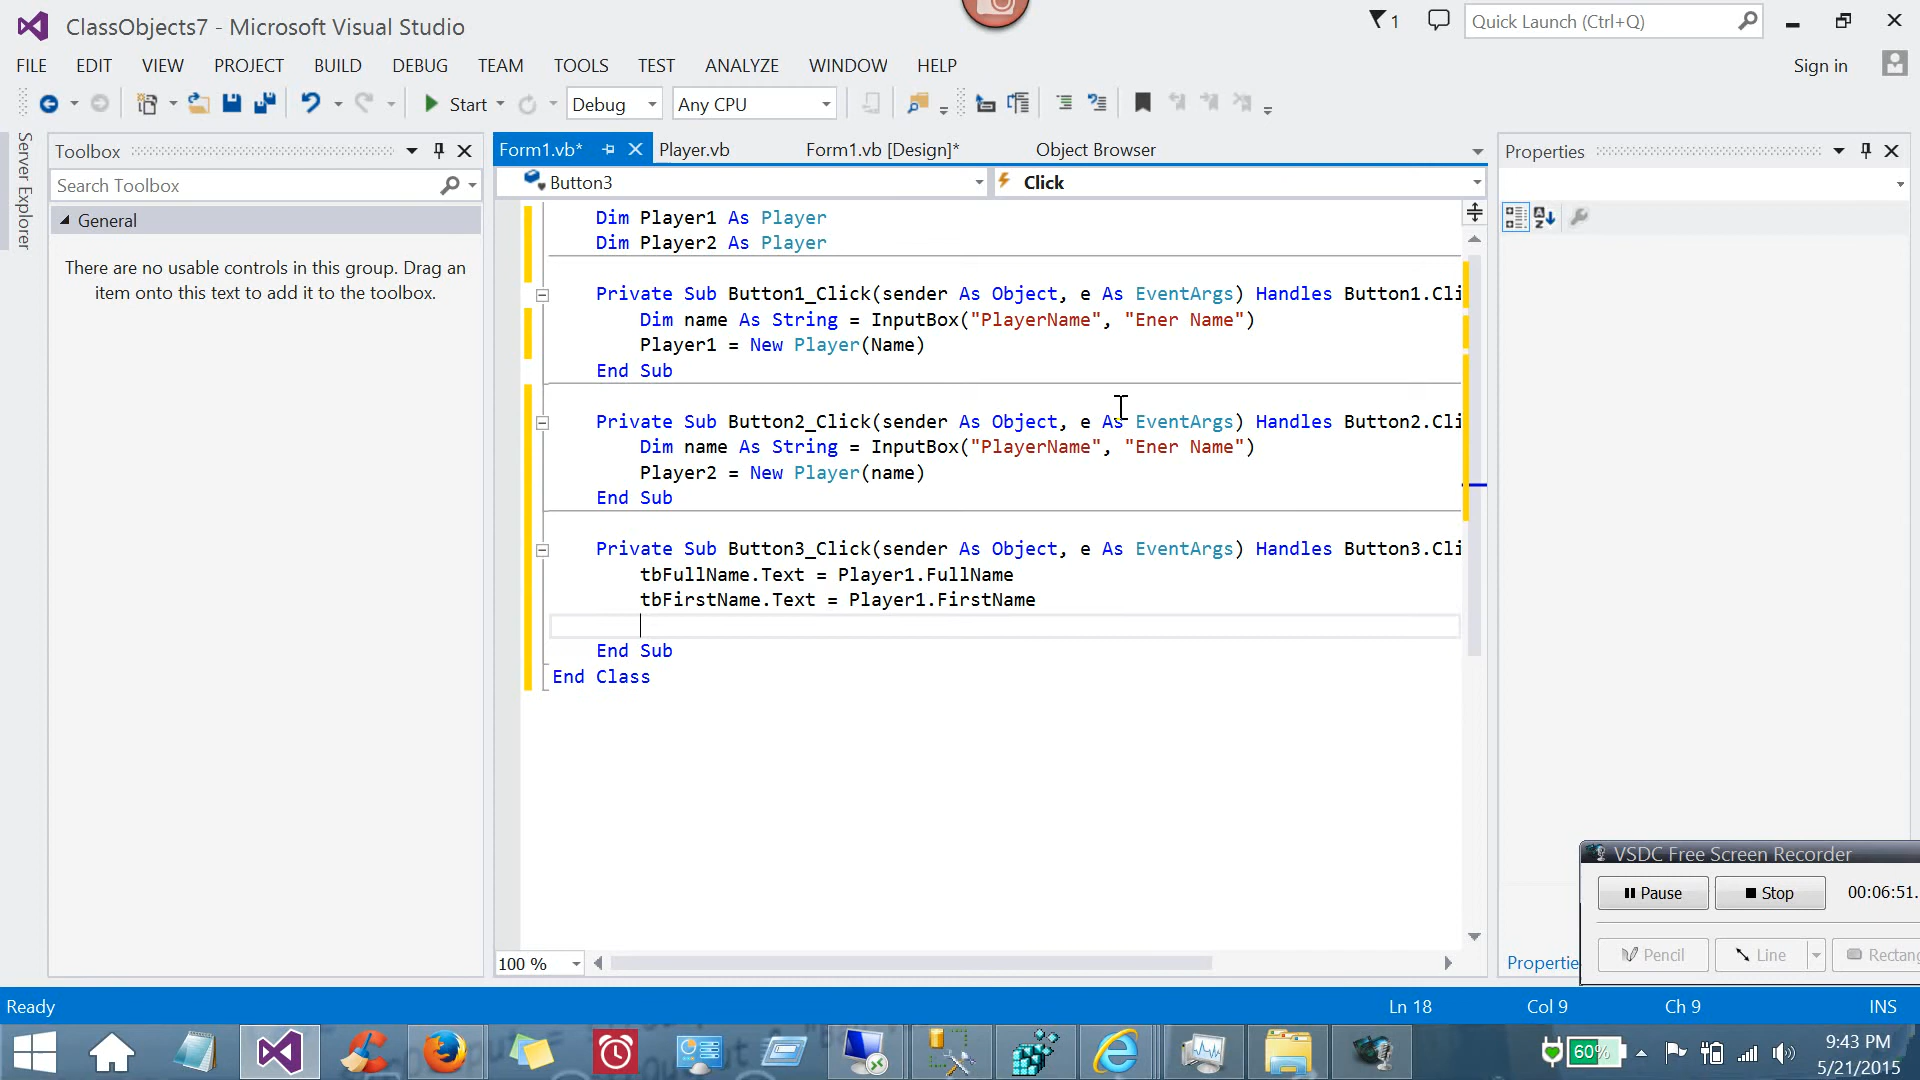 ClassObjects7 - Microsoft Visual Studio
1
Quick Launch (Ctrl+Q)
FILE EDIT VIEW PROJECT BUILD DEBUG TEAM TOOLS TEST ANALYZE WINDOW HELP
Sign in
Start Debug Any CPU
Server Explorer
Toolbox
Search Toolbox
General
There are no usable controls in this group. Drag an
item onto this text to add it to the toolbox.
Form1.vb* Player.vb Form1.vb [Design]* Object Browser
Button3 Click
Dim Player1 As Player
Dim Player2 As Player
Private Sub Button1_Click(sender As Object, e As EventArgs) Handles Button1.Cli
Dim name As String = InputBox("PlayerName", "Ener Name")
Player1 = New Player(Name)
End Sub
Private Sub Button2_Click(sender As Object, e As EventArgs) Handles Button2.Cli
Dim name As String = InputBox("PlayerName", "Ener Name")
Player2 = New Player(name)
End Sub
Private Sub Button3_Click(sender As Object, e As EventArgs) Handles Button3.Cli
tbFullName.Text = Player1.FullName
tbFirstName.Text = Player1.FirstName
End Sub
End Class
100 %
Properties
Propertie
VSDC Free Screen Recorder
Pause Stop 00:06:51.
Pencil Line Rectang
Ready Ln 18 Col 9 Ch 9 INS
60%
9:43 PM
5/21/2015